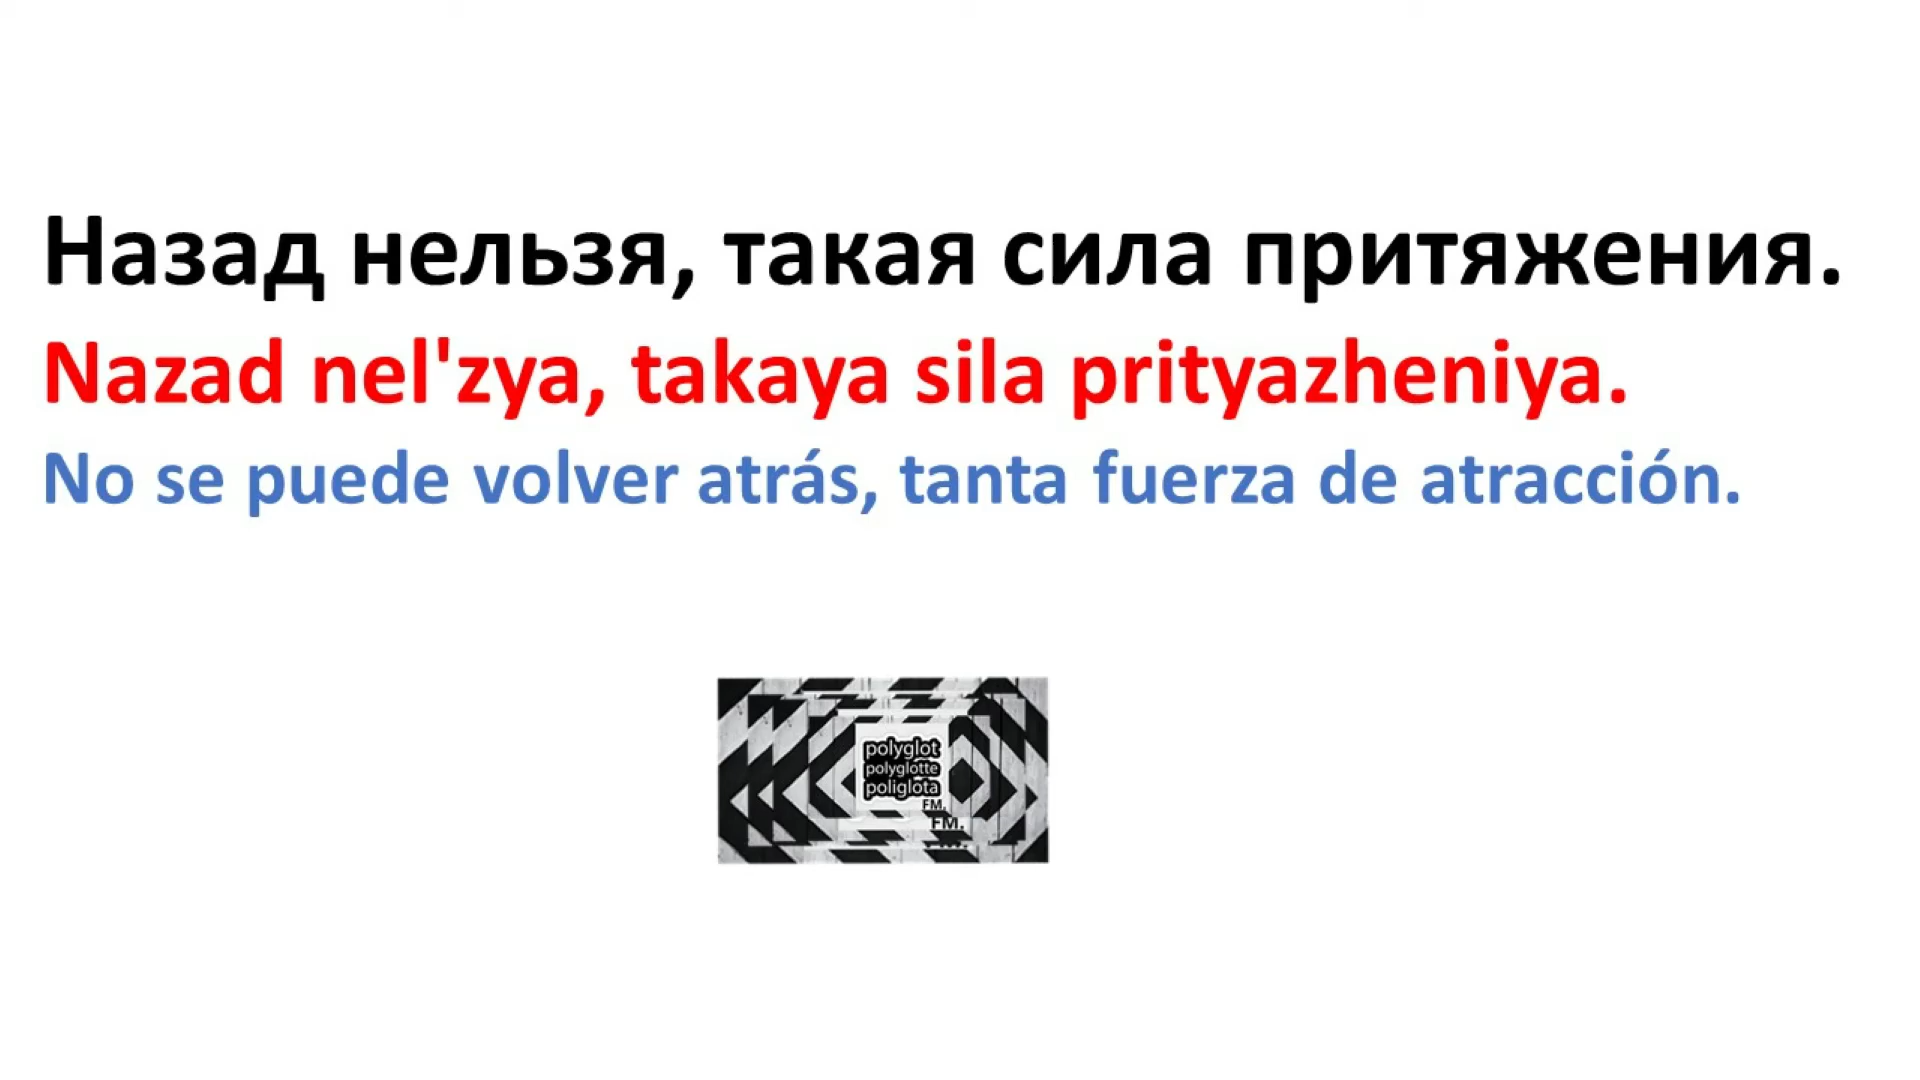 Назад нельзя, такая сила притяжения.
Nazad nel'zya, takaya sila prityazheniya.
No se puede volver atrás, tanta fuerza de atracción.
polyglot
polyglotte
poliglota
FM.
FM.